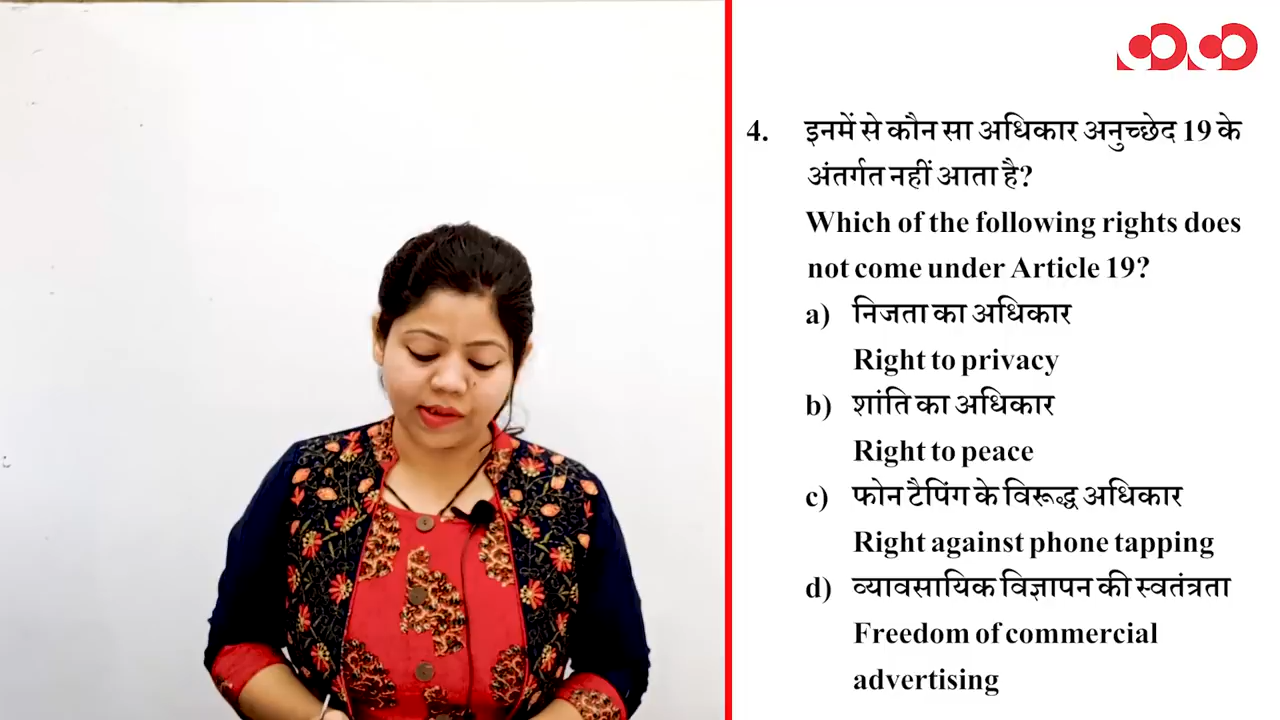 4. इनमें से कौन सा अधिकार अनुच्छेद 19 के
अंतर्गत नहीं आता है?
Which of the following rights does
not come under Article 19?
a) निजता का अधिकार
Right to privacy
b) शांति का अधिकार
Right to peace
c) फोन टैपिंग के विरूद्ध अधिकार
Right against phone tapping
d) व्यावसायिक विज्ञापन की स्वतंत्रता
Freedom of commercial
advertising